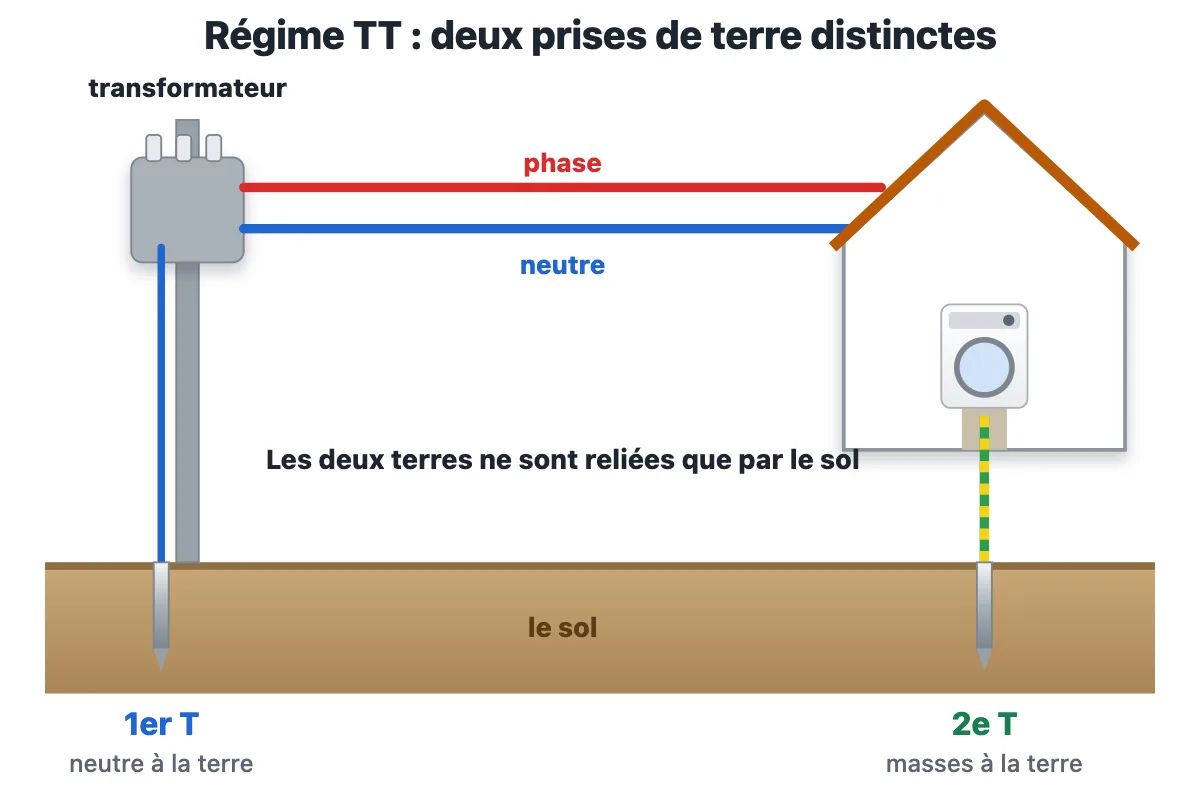 Régime TT : deux prises de terre distinctes
transformateur
phase
neutre
Les deux terres ne sont reliées que par le sol
le sol
1er T
neutre à la terre
2e T
masses à la terre